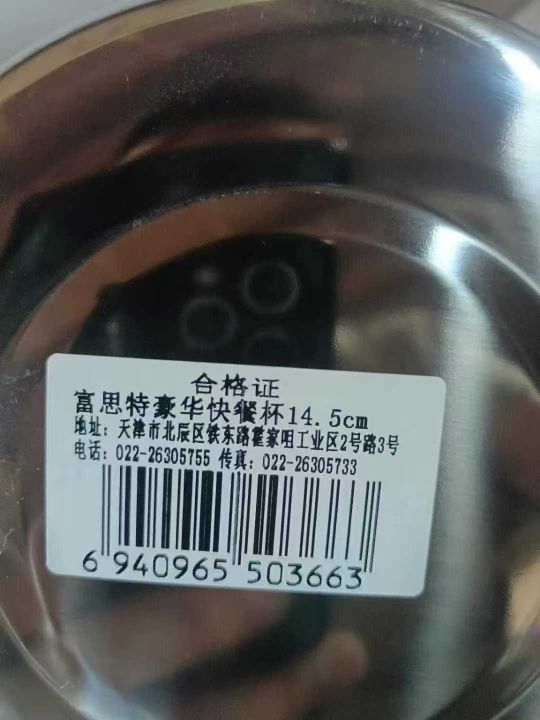 合格证
富思特豪华快餐杯14.5cm
地址: 天津市北辰区铁东路霍家咀工业区2号路3号
电话: 022-26305755 传真: 022-26305733
6 940965 503663